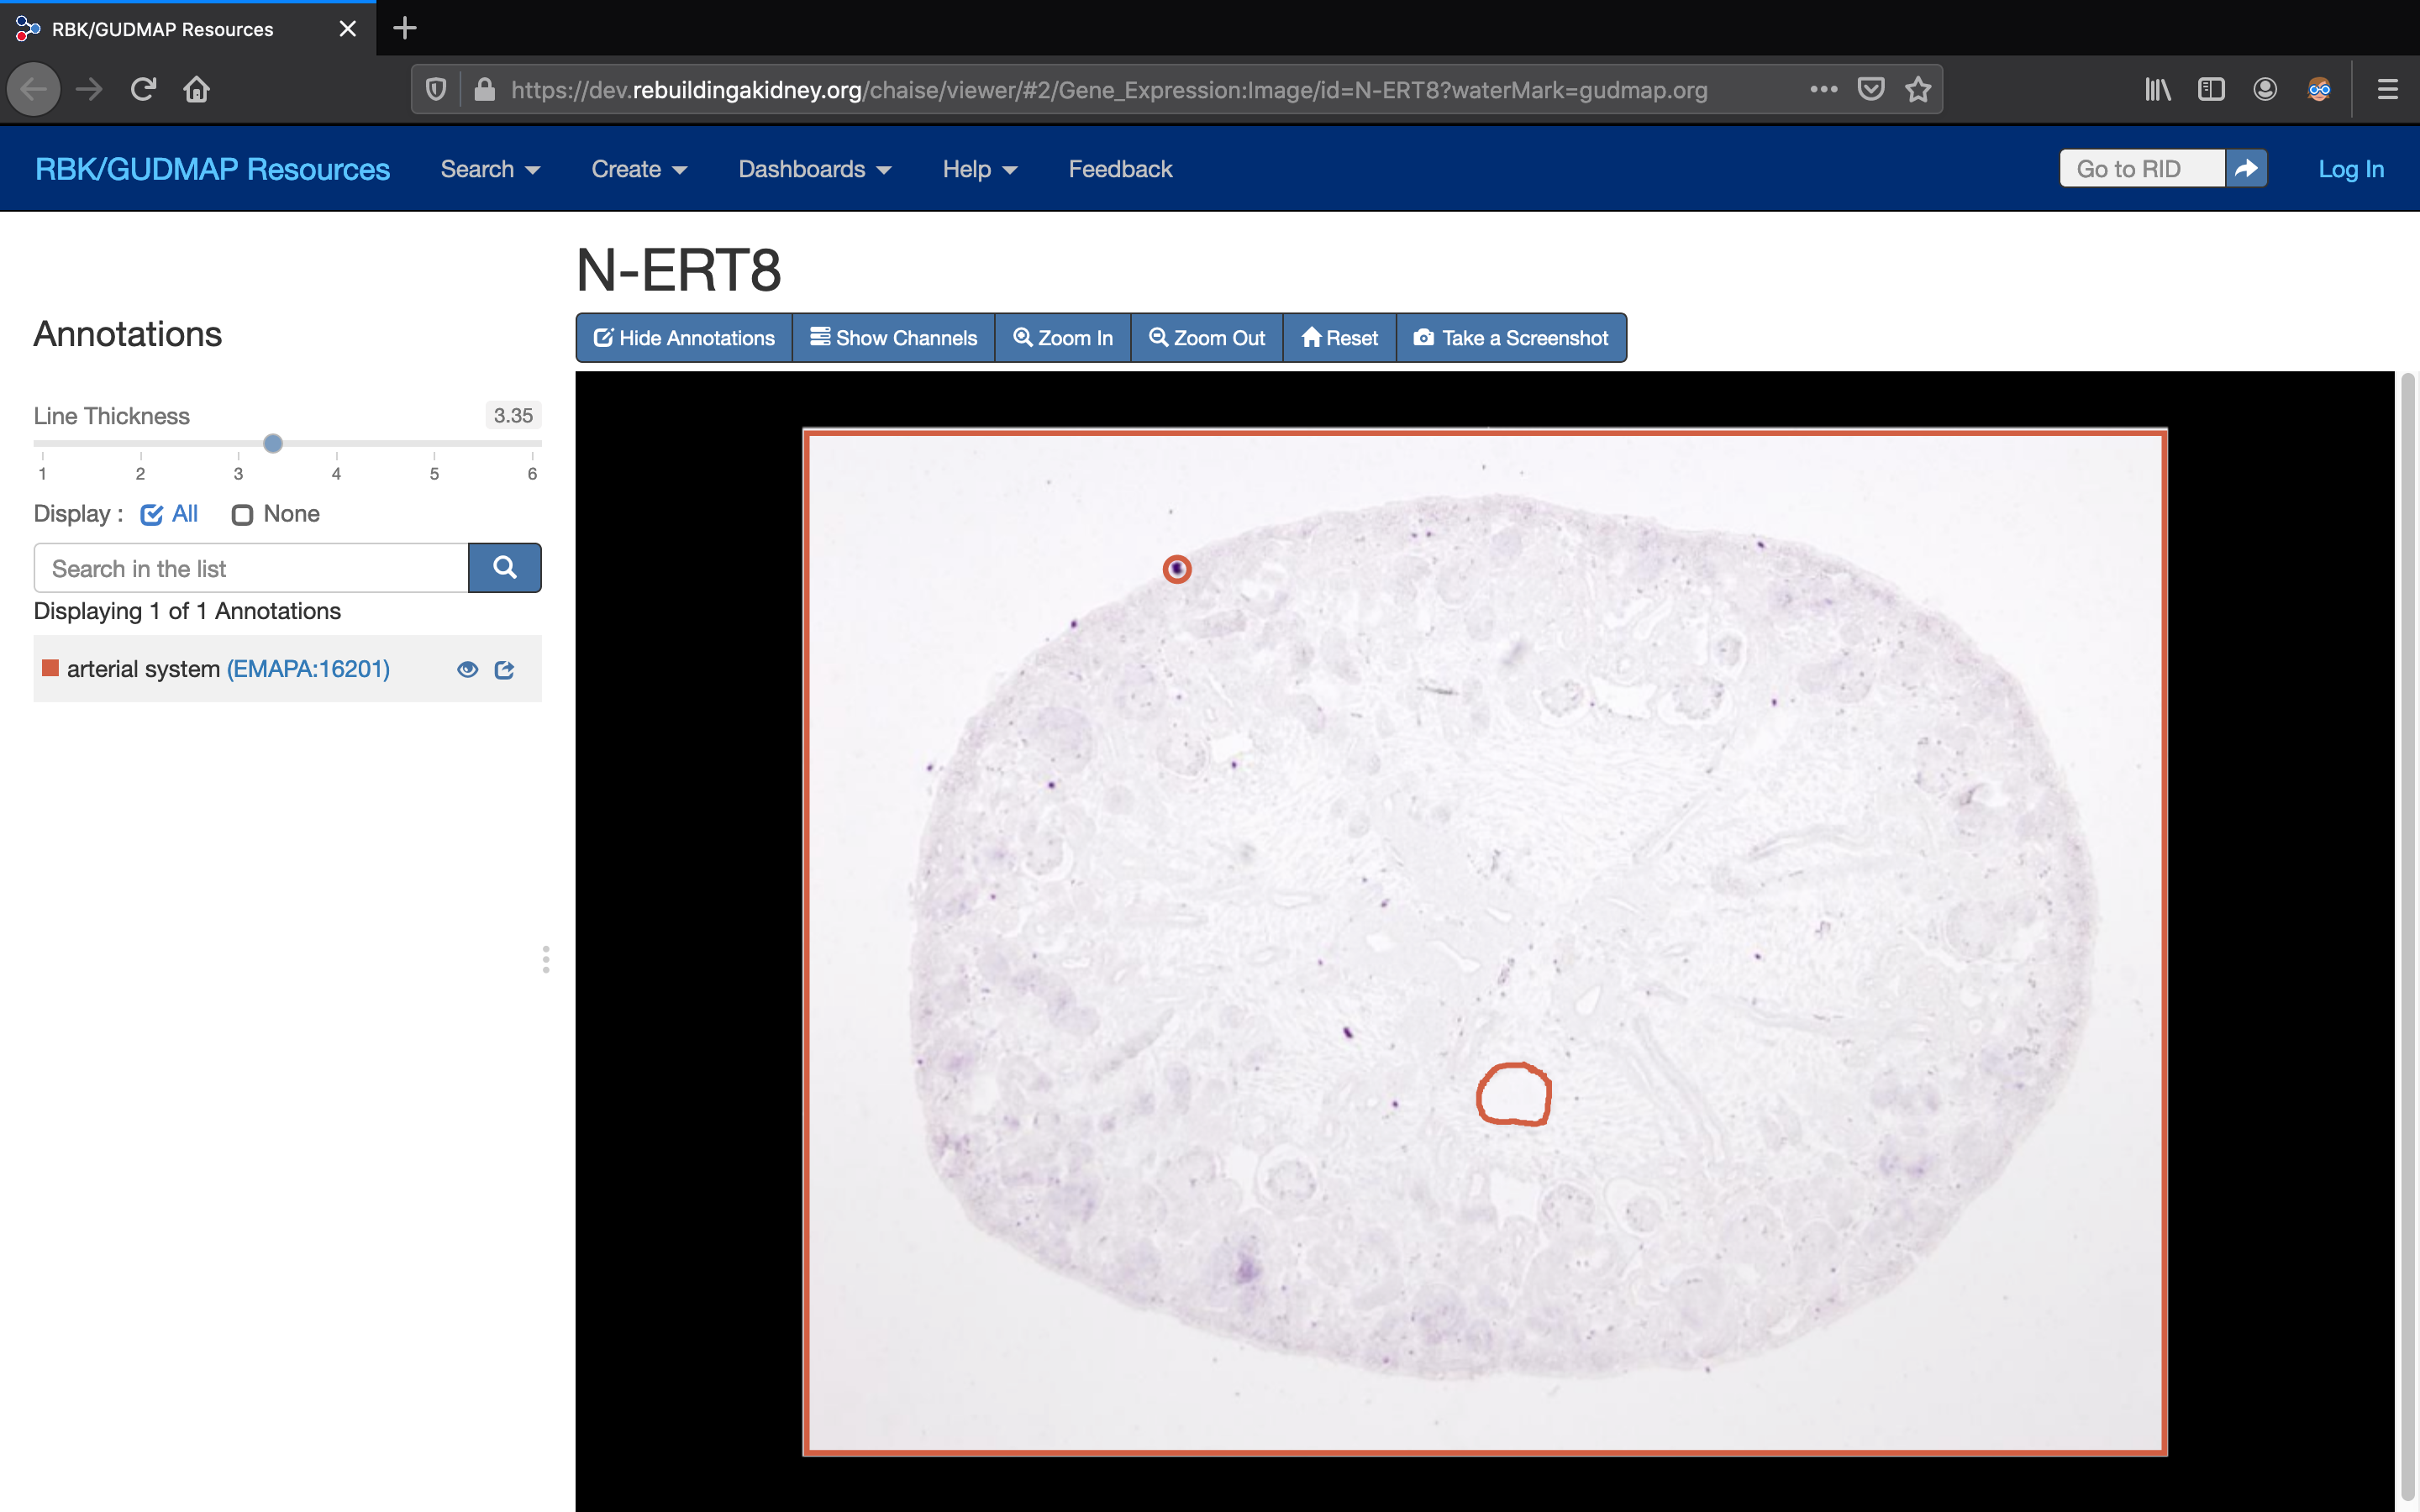 RBK/GUDMAP Resources
https://dev.rebuildingakidney.org/chaise/viewer/#2/Gene_Expression:Image/id=N-ERT8?waterMark=gudmap.org
RBK/GUDMAP Resources Search Create Dashboards Help Feedback Go to RID Log In
N-ERT8
Hide Annotations Show Channels Zoom In Zoom Out Reset Take a Screenshot
Annotations
Line Thickness 3.35
1 2 3 4 5 6
Display : All None
Search in the list
Displaying 1 of 1 Annotations
arterial system (EMAPA:16201)